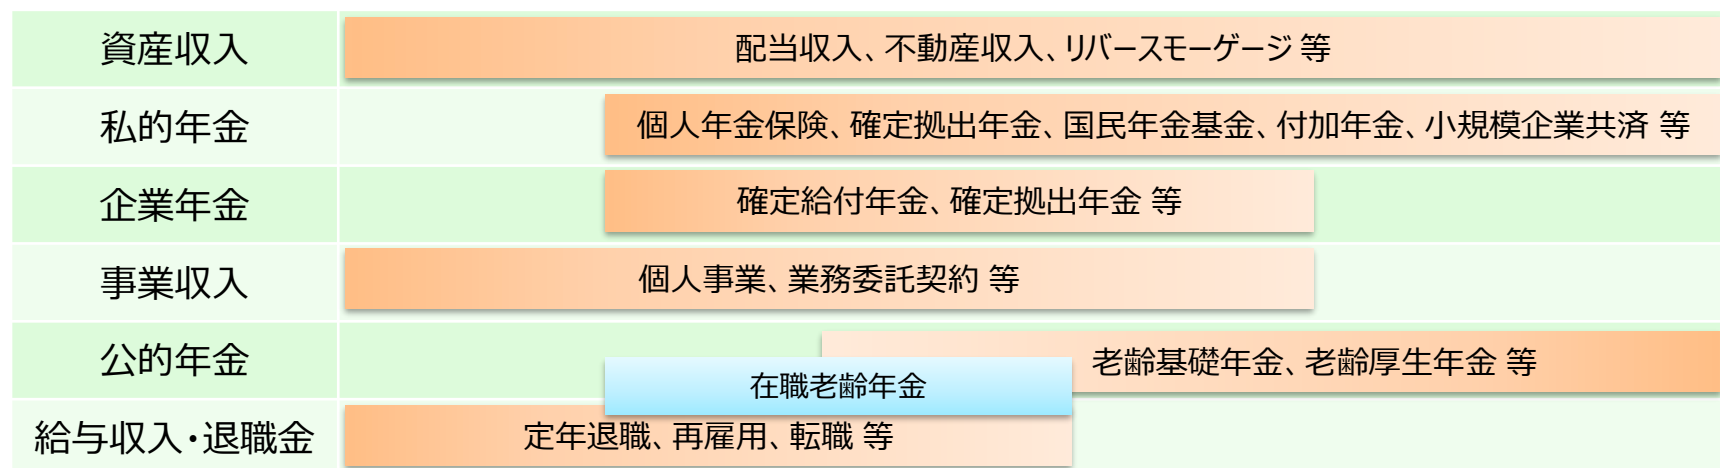 資産収入
配当収入、不動産収入、リバースモーゲージ 等
私的年金
個人年金保険、確定拠出年金、国民年金基金、付加年金、小規模企業共済 等
企業年金
確定給付年金、確定拠出年金 等
事業収入
個人事業、業務委託契約 等
公的年金
老齢基礎年金、老齢厚生年金 等
在職老齢年金
給与収入・退職金
定年退職、再雇用、転職 等